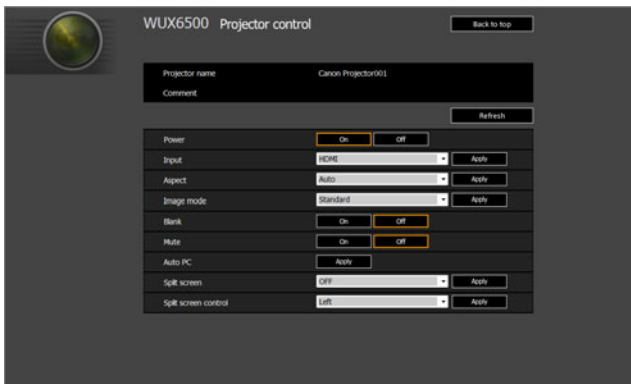 WUX6500 Projector control Back to top
Projector name Canon Projector001
Comment
Refresh
Power On Off
Input HDMI Apply
Aspect Auto Apply
Image mode Standard Apply
Blank On Off
Mute On Off
Auto PC Apply
Split screen OFF Apply
Split screen control Left Apply